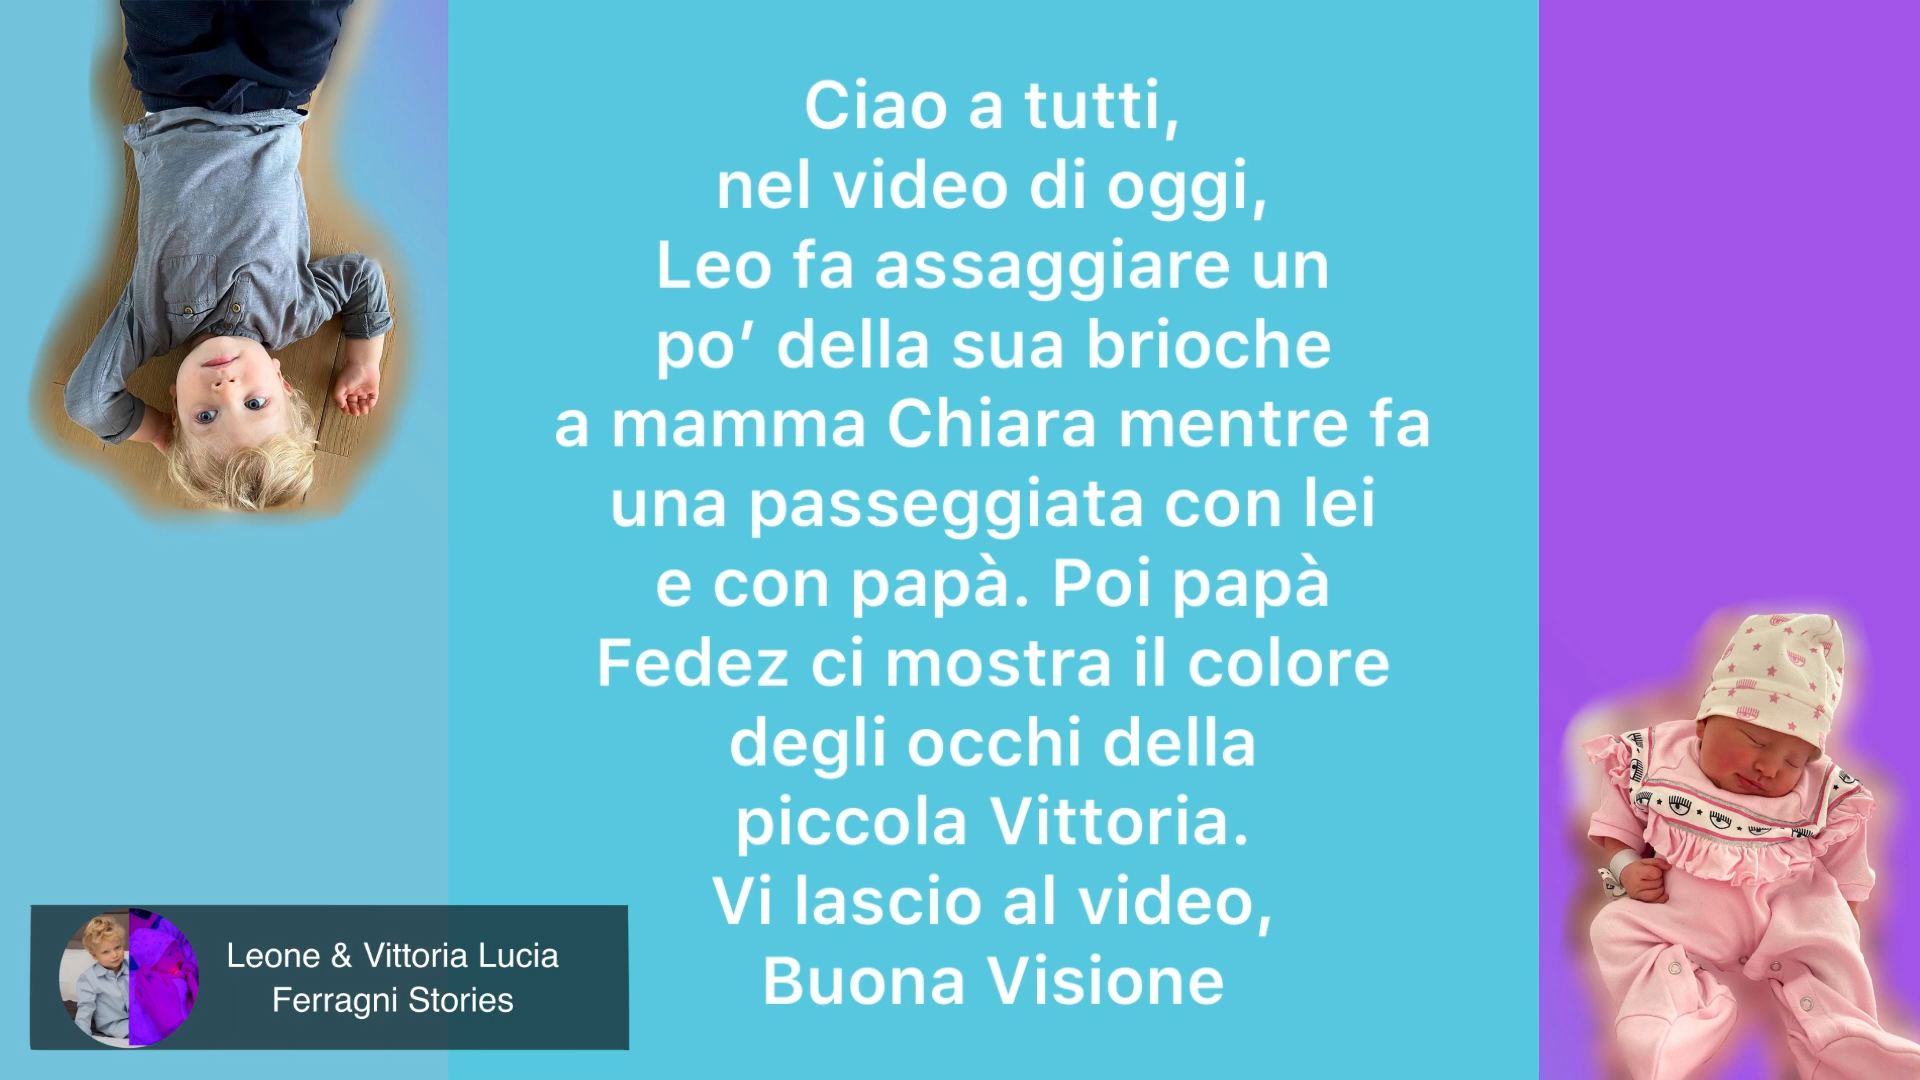 Ciao a tutti,
nel video di oggi,
Leo fa assaggiare un
po’ della sua brioche
a mamma Chiara mentre fa
una passeggiata con lei
e con papà. Poi papà
Fedez ci mostra il colore
degli occhi della
piccola Vittoria.
Vi lascio al video,
Buona Visione
Leone & Vittoria Lucia
Ferragni Stories